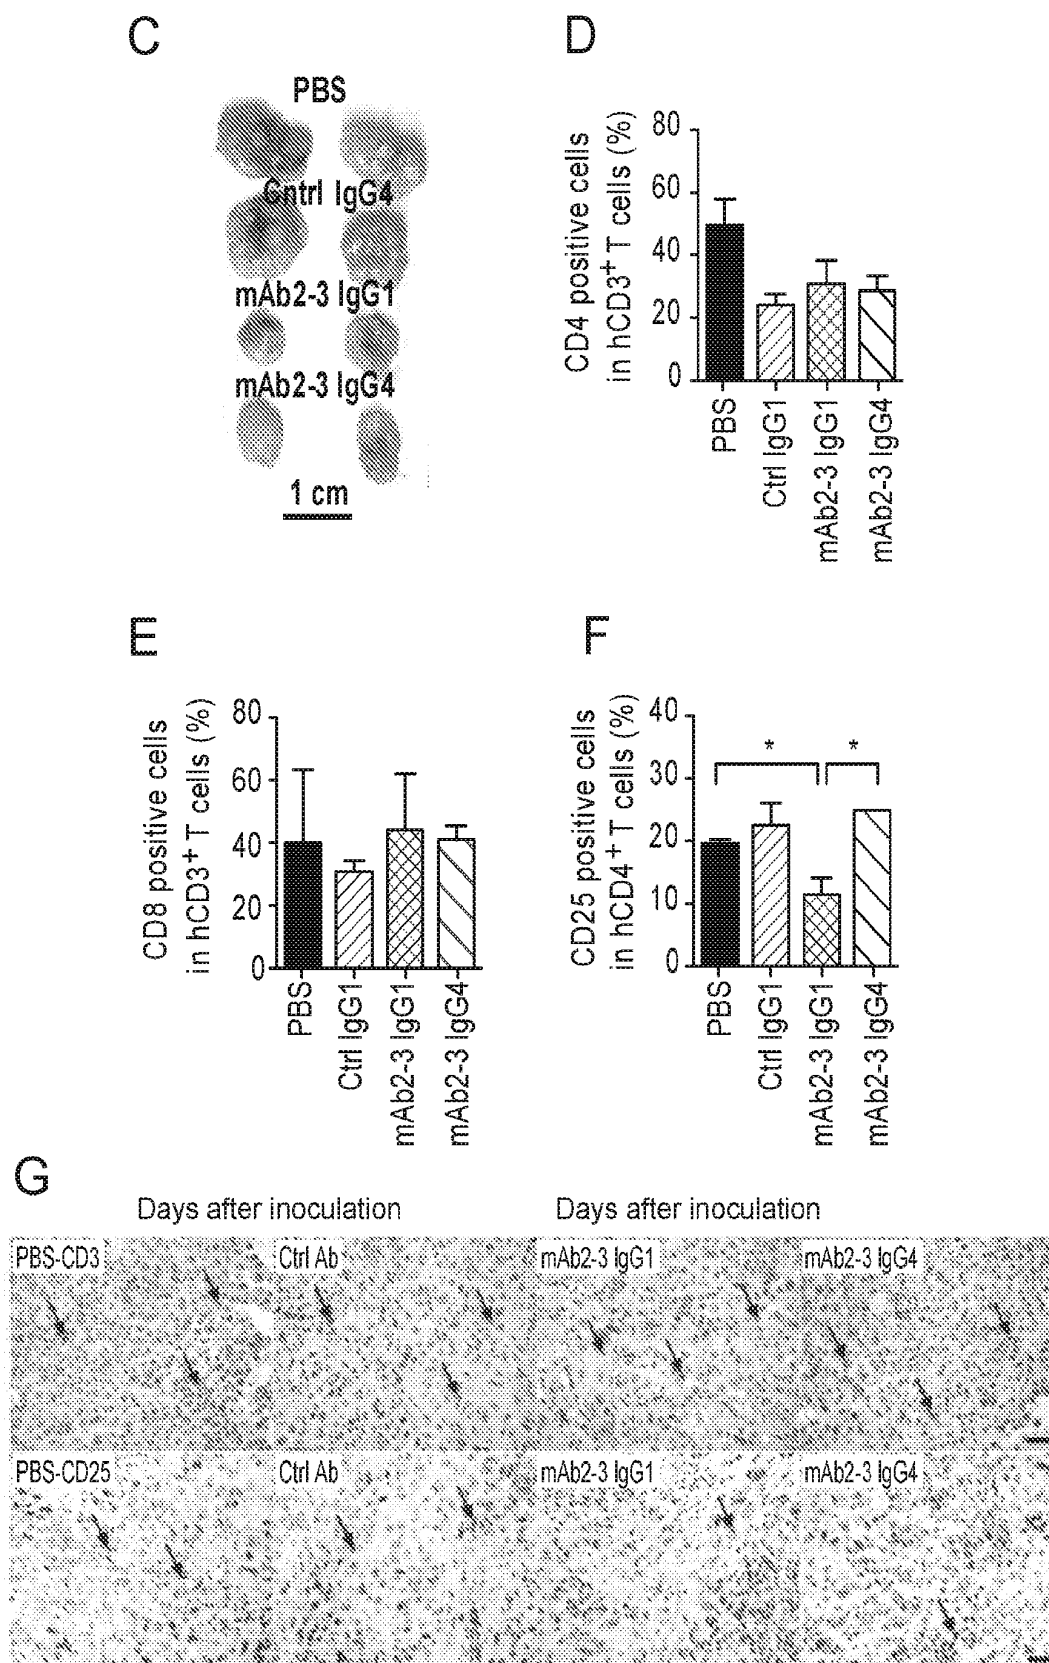 C
PBS
Cntrl IgG4
mAb2-3 IgG1
mAb2-3 IgG4
1 cm
D
CD4 positive cells
in hCD3+ T cells (%)
80
60
40
20
0
PBS
Ctrl IgG1
mAb2-3 IgG1
mAb2-3 IgG4
E
CD8 positive cells
in hCD3+ T cells (%)
80
60
40
20
0
PBS
Ctrl IgG1
mAb2-3 IgG1
mAb2-3 IgG4
F
CD25 positive cells
in hCD4+ T cells (%)
40
30
20
10
0
* *
PBS
Ctrl IgG1
mAb2-3 IgG1
mAb2-3 IgG4
G
Days after inoculation Days after inoculation
PBS-CD3 Ctrl Ab mAb2-3 IgG1 mAb2-3 IgG4
PBS-CD25 Ctrl Ab mAb2-3 IgG1 mAb2-3 IgG4